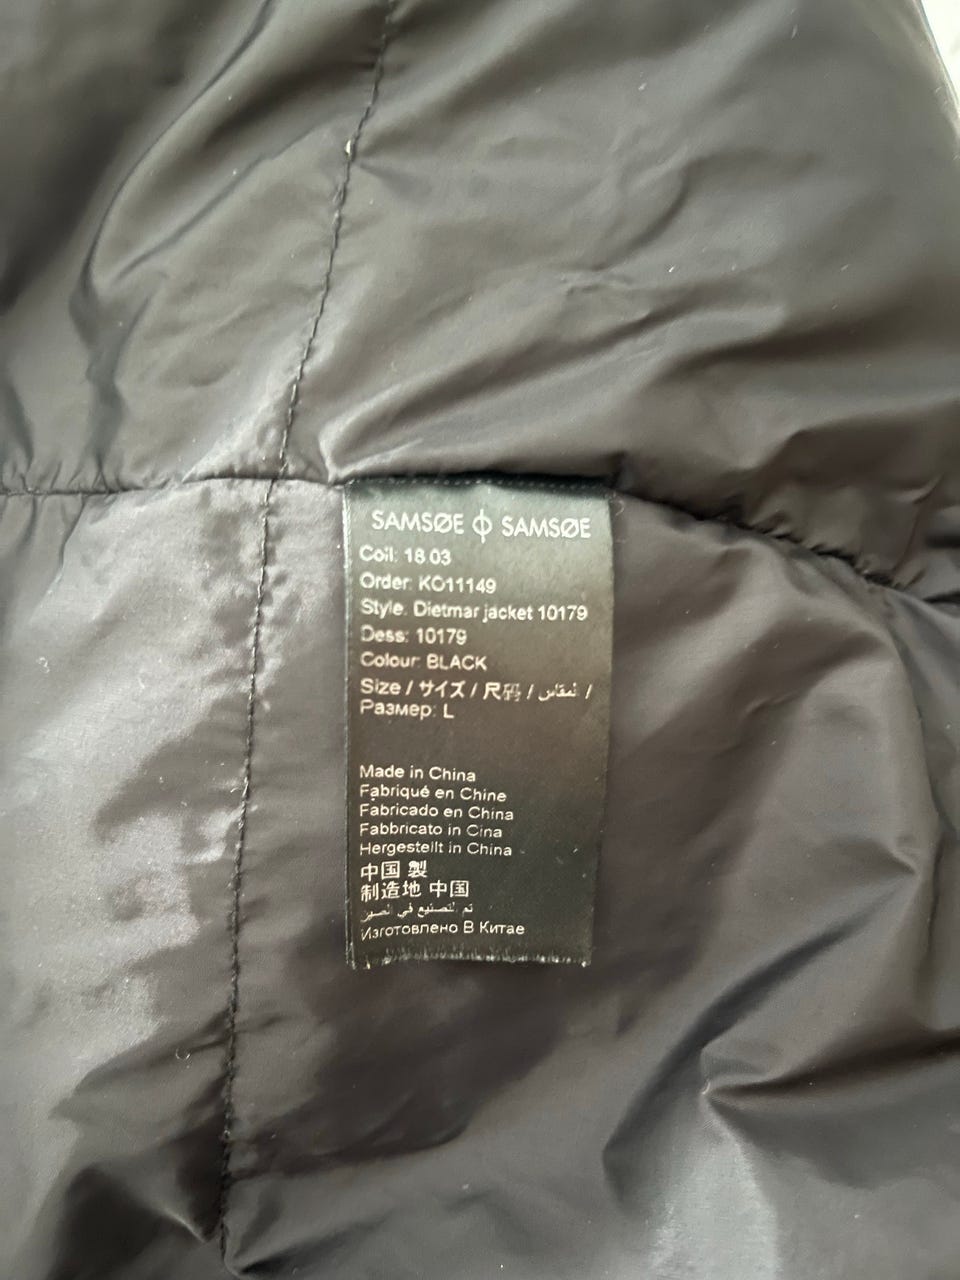 SAMSØE ɸ SAMSØE
Coll: 18.03
Order: KO11149
Style. Dietmar jacket 10179
Dess: 10179
Colour: BLACK
Size / サイズ / 尺码 / المقاس /
Размер: L
Made in China
Fabriqué en Chine
Fabricado en China
Fabbricato in Cina
Hergestellt in China
中国 製
制造地 中国
تم التصنيع في الصين
Изготовлено В Китае